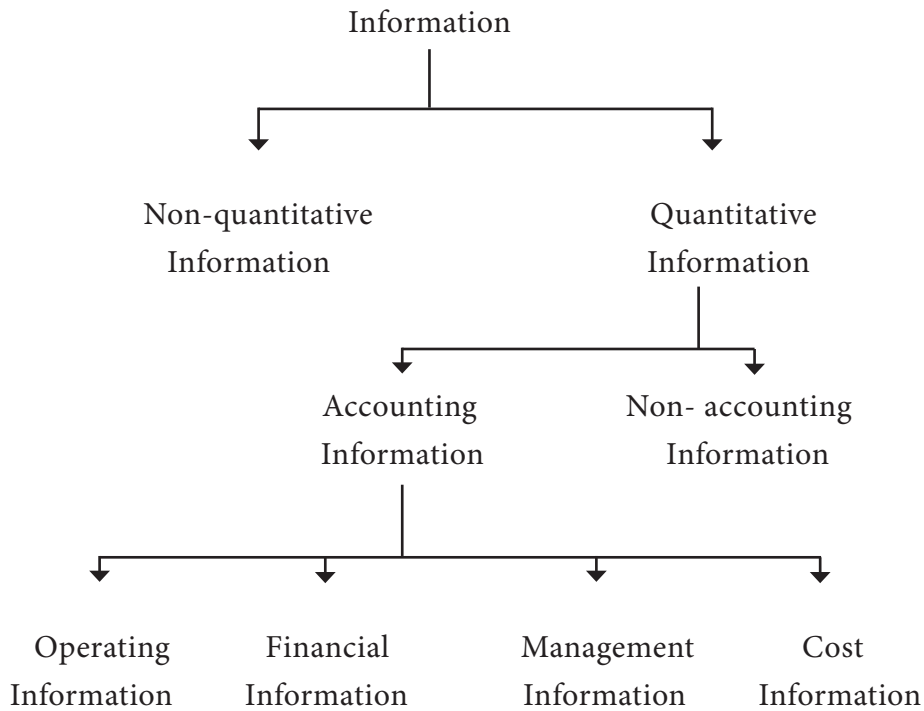 Information
Non-quantitative
Information
Quantitative
Information
Accounting
Information
Non- accounting
Information
Operating
Information
Financial
Information
Management
Information
Cost
Information